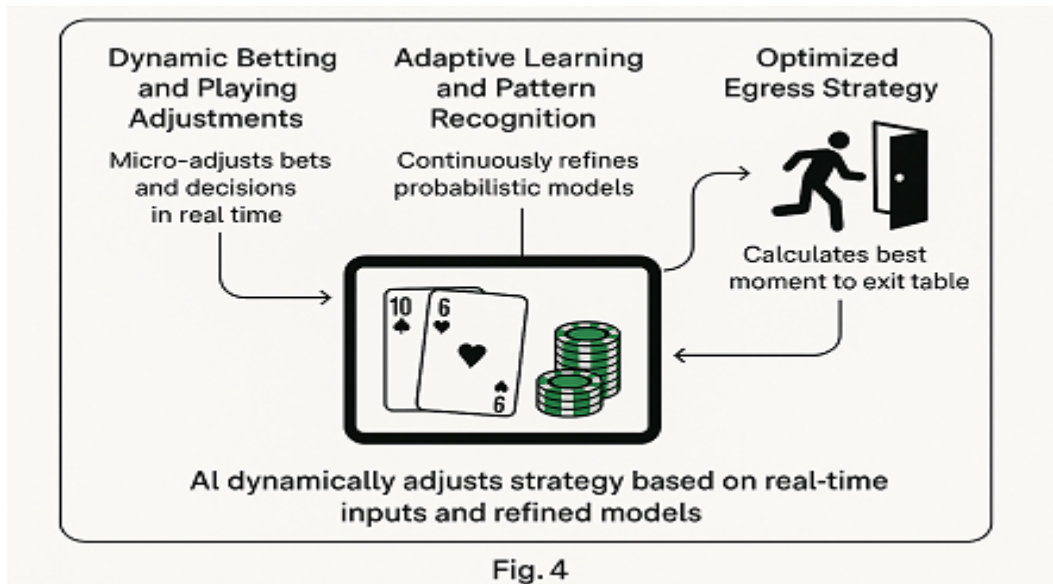 Dynamic Betting
and Playing
Adjustments
Micro-adjusts bets
and decisions
in real time
Adaptive Learning
and Pattern
Recognition
Continuously refines
probabilistic models
Optimized
Egress Strategy
Calculates best
moment to exit table
10
6
6
AI dynamically adjusts strategy based on real-time
inputs and refined models
Fig. 4